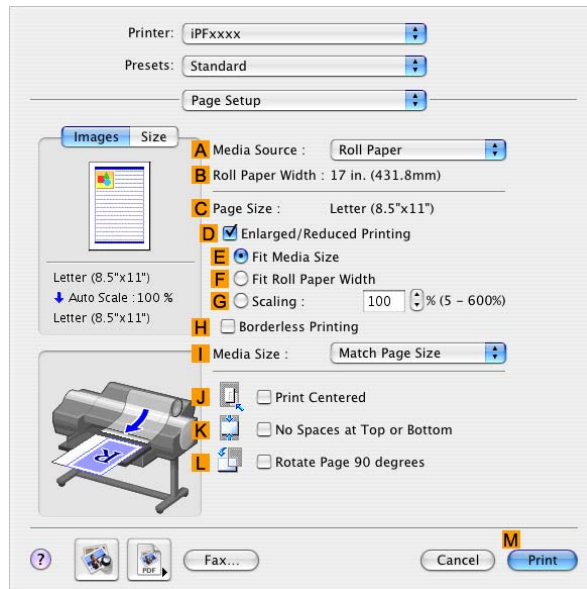 Printer: iPFxxxx
Presets: Standard
Page Setup
Images Size
A Media Source : Roll Paper
B Roll Paper Width : 17 in. (431.8mm)
C Page Size : Letter (8.5"x11")
D Enlarged/Reduced Printing
E Fit Media Size
F Fit Roll Paper Width
G Scaling : 100 % (5 – 600%)
H Borderless Printing
I Media Size : Match Page Size
J Print Centered
K No Spaces at Top or Bottom
L Rotate Page 90 degrees
Letter (8.5"x11")
Auto Scale :100 %
Letter (8.5"x11")
R
M
? PDF Fax... Cancel Print